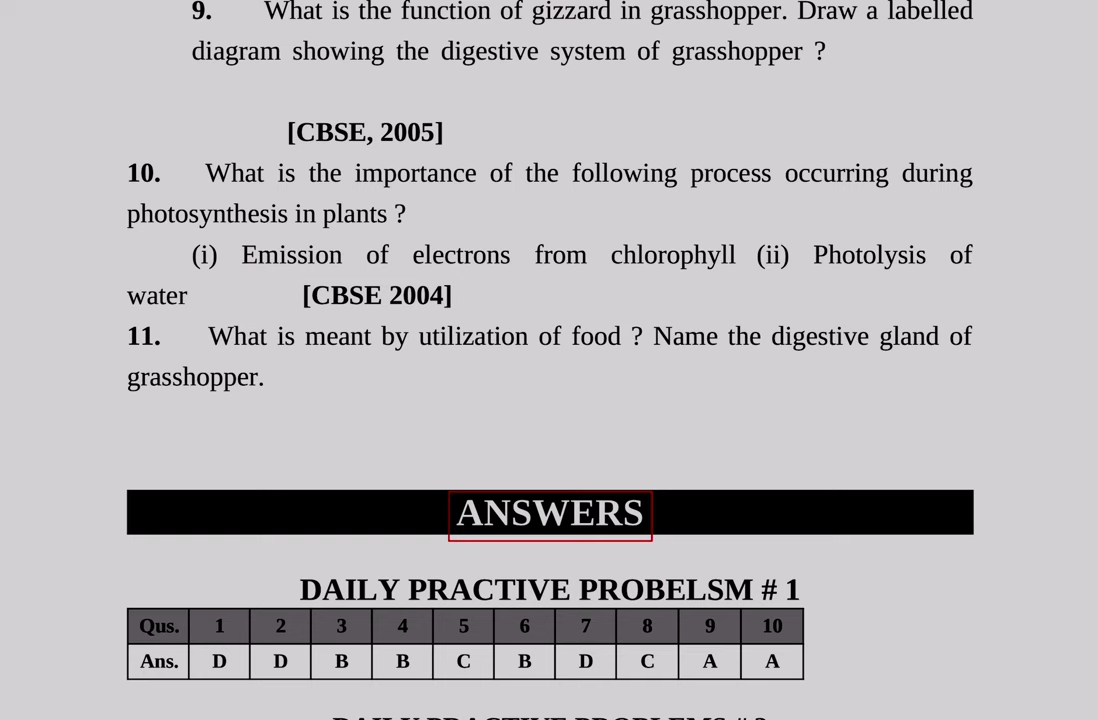 9. What is the function of gizzard in grasshopper. Draw a labelled
diagram showing the digestive system of grasshopper ?
[CBSE, 2005]
10. What is the importance of the following process occurring during
photosynthesis in plants ?
(i) Emission of electrons from chlorophyll (ii) Photolysis of
water [CBSE 2004]
11. What is meant by utilization of food ? Name the digestive gland of
grasshopper.
ANSWERS
DAILY PRACTIVE PROBELSM # 1
Qus. 1 2 3 4 5 6 7 8 9 10
Ans. D D B B C B D C A A